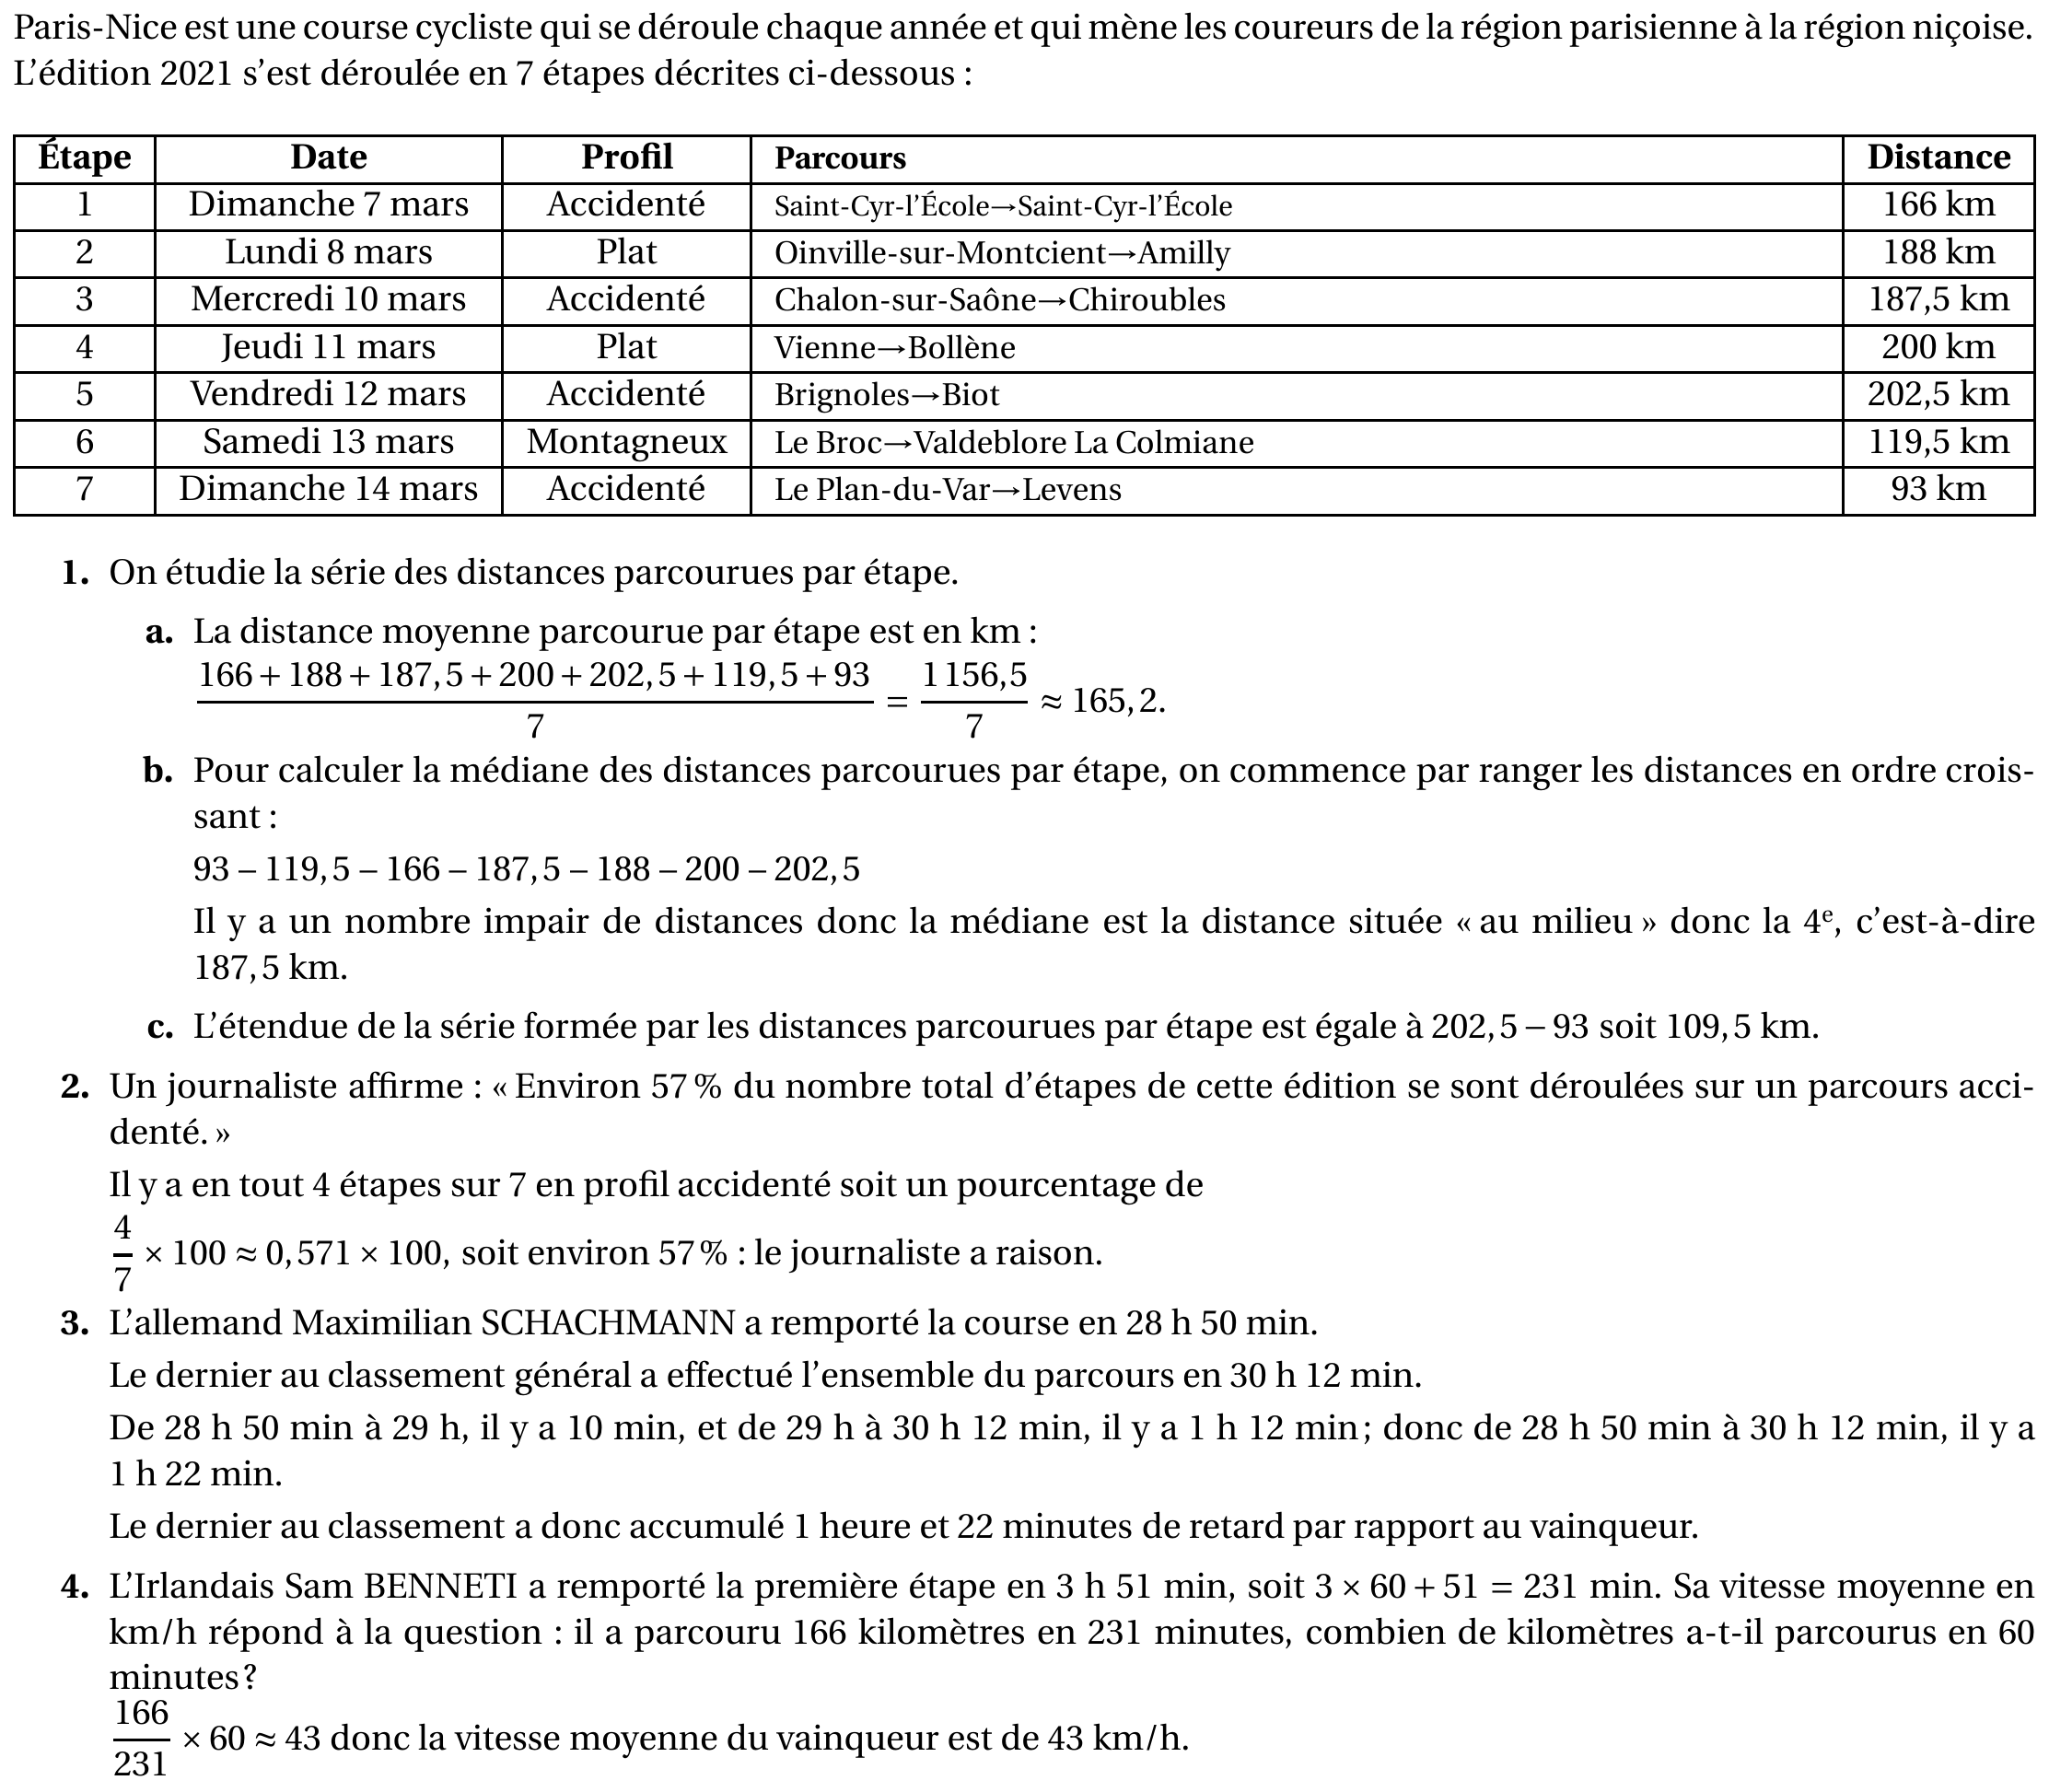 Paris-Nice est une course cycliste qui se déroule chaque année et qui mène les coureurs de la région parisienne à la région niçoise.
L'édition 2021 s'est déroulée en 7 étapes décrites ci-dessous :
Étape Date Profil Parcours Distance
1 Dimanche 7 mars Accidenté Saint-Cyr-l'École→Saint-Cyr-l'École 166 km
2 Lundi 8 mars Plat Oinville-sur-Montcient→Amilly 188 km
3 Mercredi 10 mars Accidenté Chalon-sur-Saône→Chiroubles 187,5 km
4 Jeudi 11 mars Plat Vienne→Bollène 200 km
5 Vendredi 12 mars Accidenté Brignoles→Biot 202,5 km
6 Samedi 13 mars Montagneux Le Broc→Valdeblore La Colmiane 119,5 km
7 Dimanche 14 mars Accidenté Le Plan-du-Var→Levens 93 km
1. On étudie la série des distances parcourues par étape.
a. La distance moyenne parcourue par étape est en km :
166 + 188 + 187,5 + 200 + 202,5 + 119,5 + 93 / 7 = 1 156,5 / 7 ≈ 165,2.
b. Pour calculer la médiane des distances parcourues par étape, on commence par ranger les distances en ordre crois-
sant :
93 – 119,5 – 166 – 187,5 – 188 – 200 – 202,5
Il y a un nombre impair de distances donc la médiane est la distance située « au milieu » donc la 4e, c'est-à-dire
187,5 km.
c. L'étendue de la série formée par les distances parcourues par étape est égale à 202,5 – 93 soit 109,5 km.
2. Un journaliste affirme : « Environ 57 % du nombre total d'étapes de cette édition se sont déroulées sur un parcours acci-
denté. »
Il y a en tout 4 étapes sur 7 en profil accidenté soit un pourcentage de
4/7 × 100 ≈ 0,571 × 100, soit environ 57 % : le journaliste a raison.
3. L'allemand Maximilian SCHACHMANN a remporté la course en 28 h 50 min.
Le dernier au classement général a effectué l'ensemble du parcours en 30 h 12 min.
De 28 h 50 min à 29 h, il y a 10 min, et de 29 h à 30 h 12 min, il y a 1 h 12 min; donc de 28 h 50 min à 30 h 12 min, il y a
1 h 22 min.
Le dernier au classement a donc accumulé 1 heure et 22 minutes de retard par rapport au vainqueur.
4. L'Irlandais Sam BENNETI a remporté la première étape en 3 h 51 min, soit 3 × 60 + 51 = 231 min. Sa vitesse moyenne en
km/h répond à la question : il a parcouru 166 kilomètres en 231 minutes, combien de kilomètres a-t-il parcourus en 60
minutes?
166/231 × 60 ≈ 43 donc la vitesse moyenne du vainqueur est de 43 km/h.